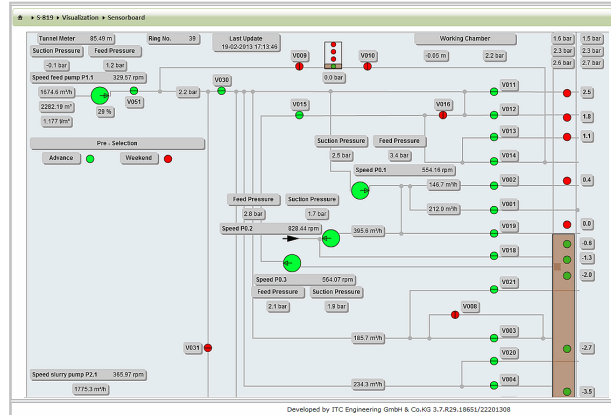 S-819 ▸ Visualization ▸ Sensorboard
Tunnel Meter 85,49 m Ring No. 39
Last Update
19-02-2013 17:13:46
Working Chamber
-0.05 m 2.2 bar
1.6 bar 1.5 bar
2.3 bar 2.3 bar
2.6 bar 2.7 bar
Suction Pressure Feed Pressure
-0.1 bar 1.2 bar
Speed feed pump P1.1 329.57 rpm
1674.6 m³/h
2282.19 m³
1.177 t/m³
29 %
V051
2.2 bar
V030
V009
V010
0.0 bar
V015
V016
V011
2.5
V012
1.8
V013
1.1
V014
Pre - Selection
Advance Weekend
Suction Pressure Feed Pressure
2.5 bar 3.4 bar
Speed P0.1 554.16 rpm
146.7 m³/h
V002
0.4
212.0 m³/h
V001
Feed Pressure Suction Pressure
2.8 bar 1.7 bar
Speed P0.2 828.44 rpm
395.6 m³/h
V019
0.0
-0.6
V018
-1.3
-2.0
Speed P0.3 564.07 rpm
Feed Pressure Suction Pressure
2.1 bar 1.9 bar
V021
V008
185.7 m³/h
V003
V031
-2.7
V020
234.3 m³/h
V004
-3.5
Speed slurry pump P2.1 365.97 rpm
1775.3 m³/h
Developed by ITC Engineering GmbH & Co.KG 3.7.R29.18651/22201308